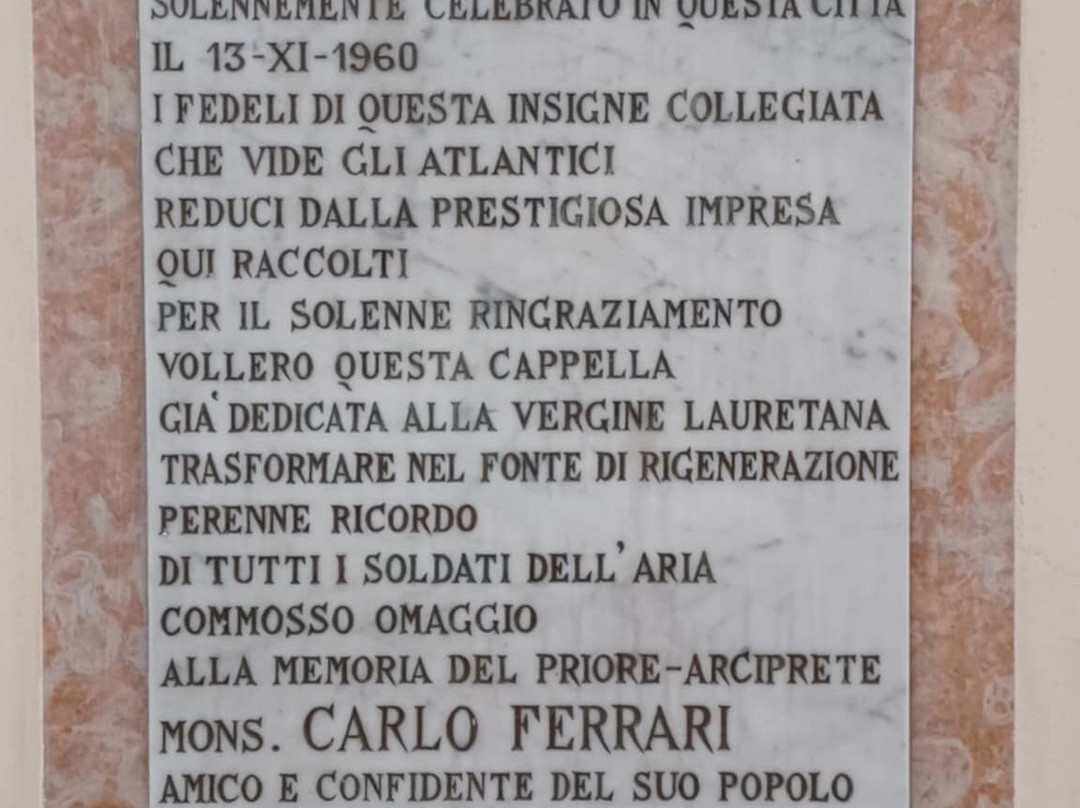 SOLENNEMENTE CELEBRATO IN QUESTA CITTA
IL 13-XI-1960
I FEDELI DI QUESTA INSIGNE COLLEGIATA
CHE VIDE GLI ATLANTICI
REDUCI DALLA PRESTIGIOSA IMPRESA
QUI RACCOLTI
PER IL SOLENNE RINGRAZIAMENTO
VOLLERO QUESTA CAPPELLA
GIA' DEDICATA ALLA VERGINE LAURETANA
TRASFORMARE NEL FONTE DI RIGENERAZIONE
PERENNE RICORDO
DI TUTTI I SOLDATI DELL'ARIA
COMMOSSO OMAGGIO
ALLA MEMORIA DEL PRIORE-ARCIPRETE
MONS. CARLO FERRARI
AMICO E CONFIDENTE DEL SUO POPOLO